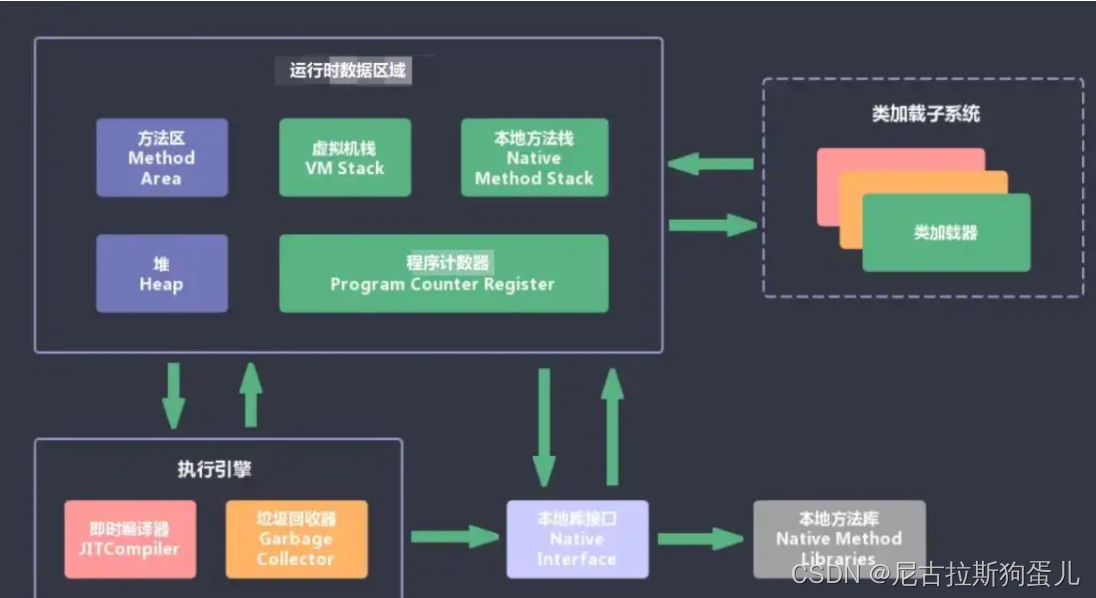 运行时数据区域
方法区
Method
Area
虚拟机栈
VM Stack
本地方法栈
Native
Method Stack
堆
Heap
程序计数器
Program Counter Register
类加载子系统
类加载器
执行引擎
即时编译器
JITCompiler
垃圾回收器
Garbage
Collector
本地库接口
Native
Interface
本地方法库
Native Method
Libraries
CSDN @尼古拉斯狗蛋儿